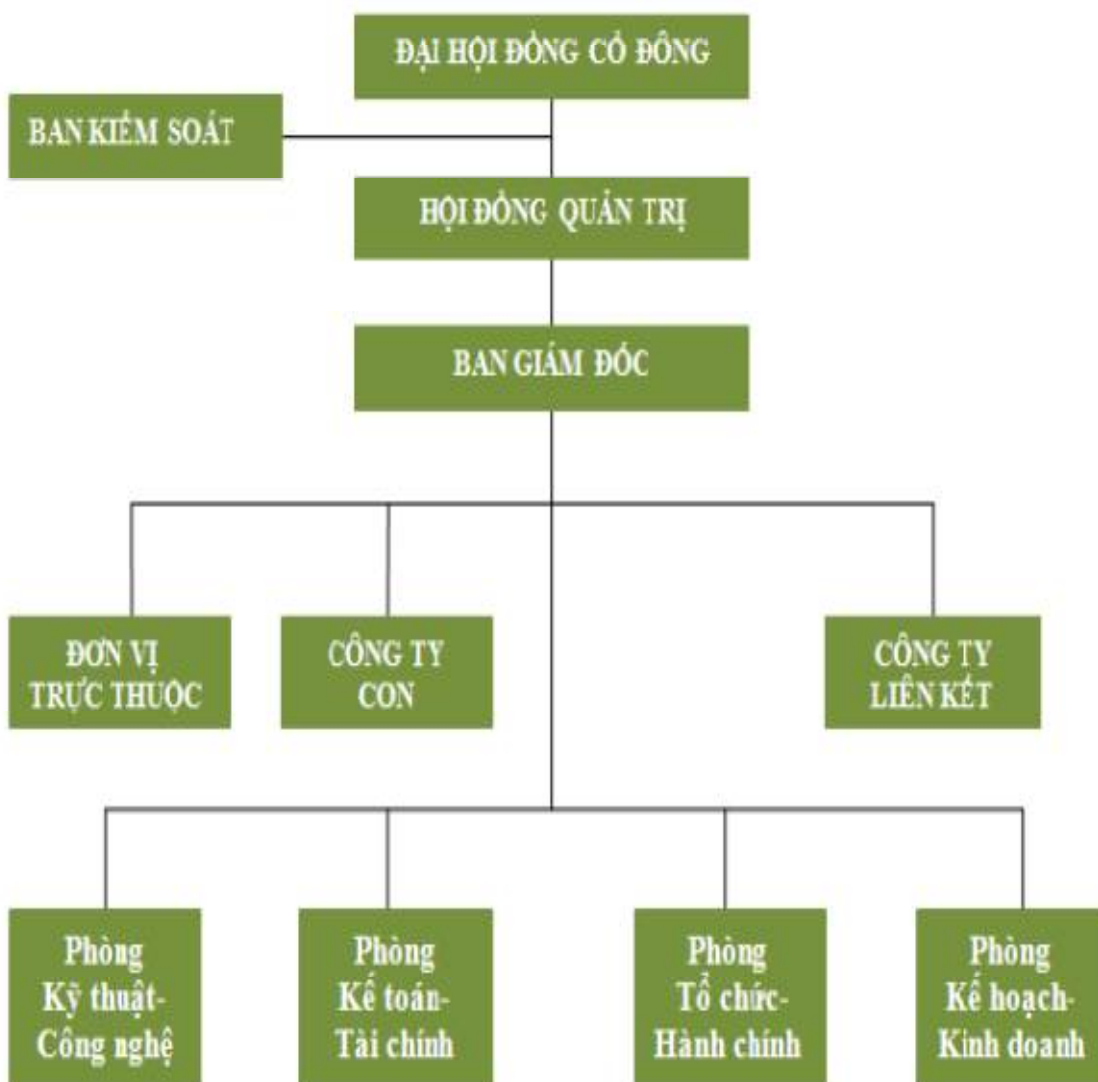 ĐẠI HỘI ĐỒNG CỔ ĐÔNG
BAN KIỂM SOÁT
HỘI ĐỒNG QUẢN TRỊ
BAN GIÁM ĐỐC
ĐƠN VỊ
TRỰC THUỘC
CÔNG TY
CON
CÔNG TY
LIÊN KẾT
Phòng
Kỹ thuật-
Công nghệ
Phòng
Kế toán-
Tài chính
Phòng
Tổ chức-
Hành chính
Phòng
Kế hoạch-
Kinh doanh